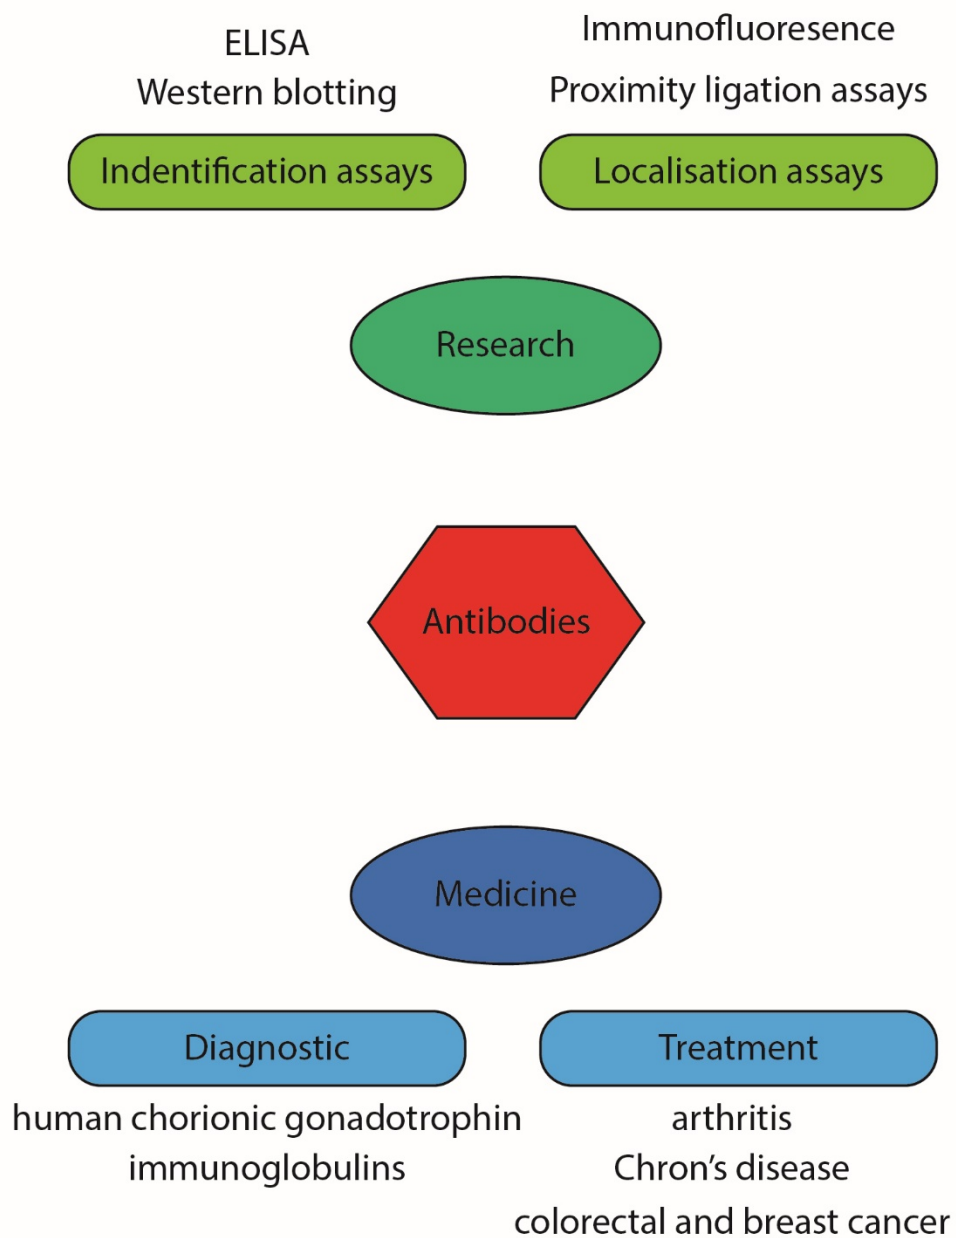 ELISA
Western blotting
Indentification assays
Immunofluoresence
Proximity ligation assays
Localisation assays
Research
Antibodies
Medicine
Diagnostic
human chorionic gonadotrophin
immunoglobulins
Treatment
arthritis
Chron's disease
colorectal and breast cancer